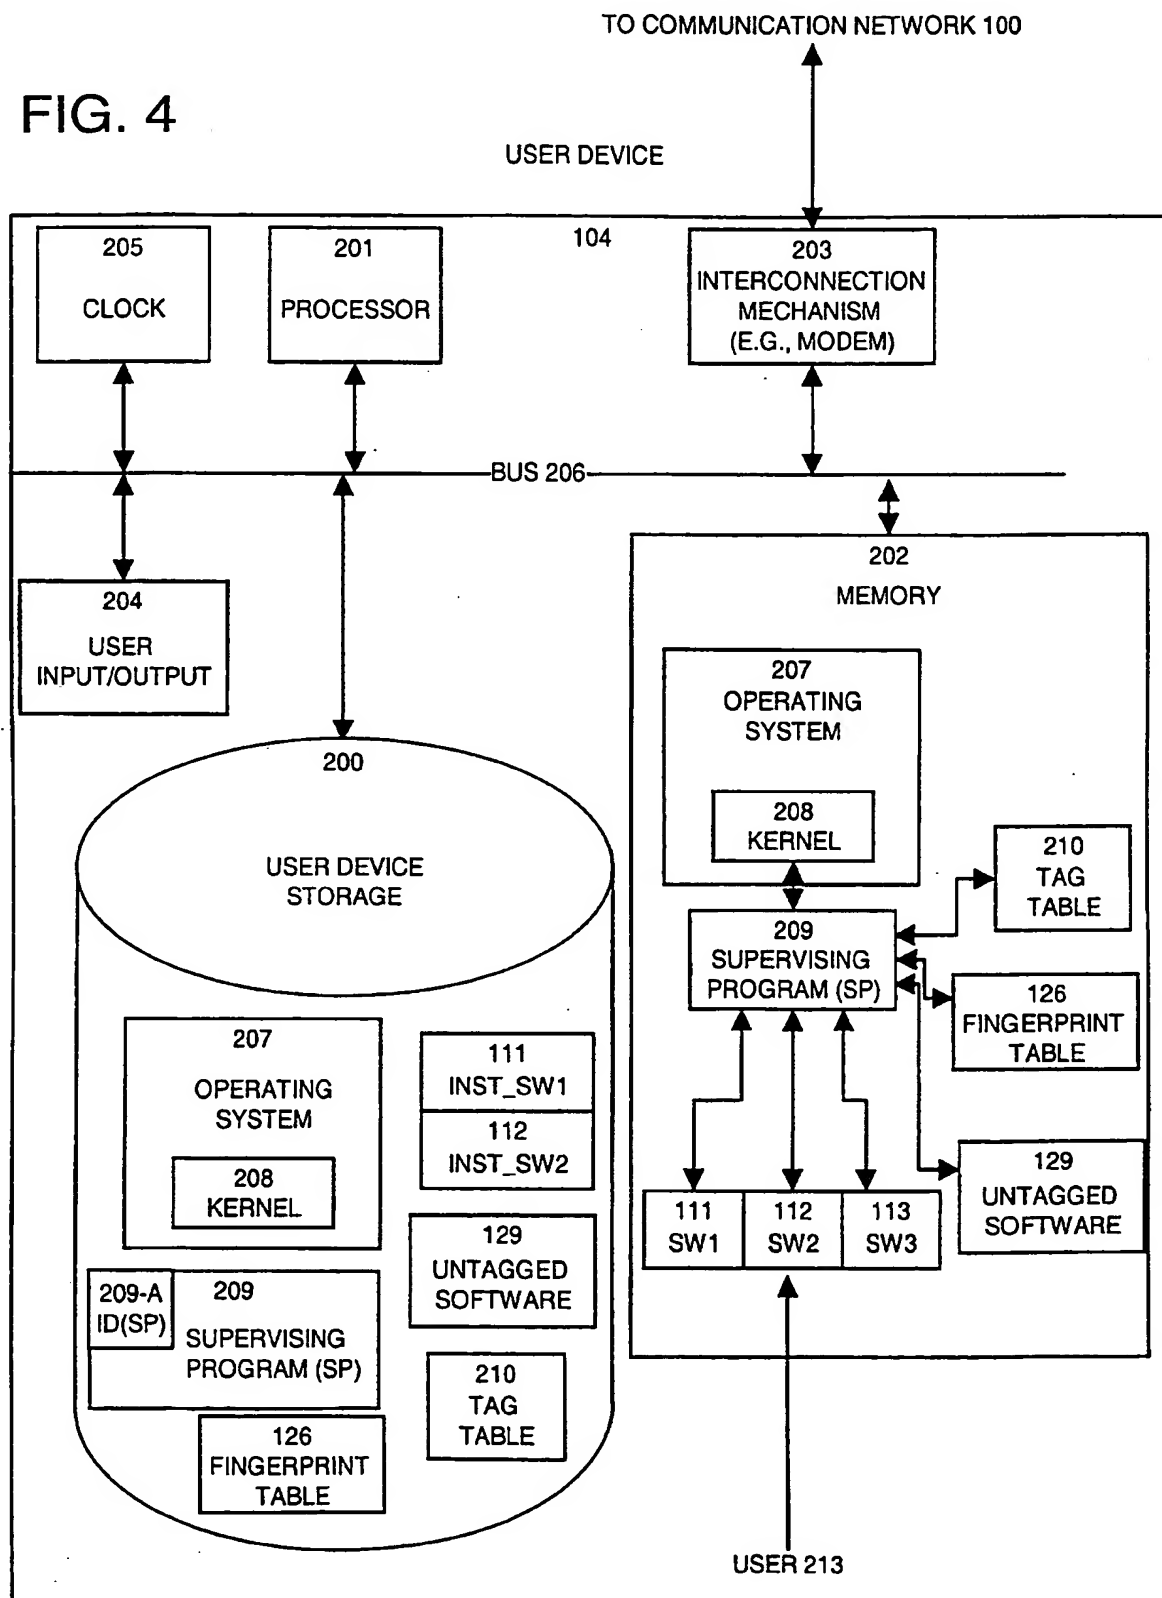 TO COMMUNICATION NETWORK 100
FIG. 4
USER DEVICE
104
205
CLOCK
201
PROCESSOR
203
INTERCONNECTION
MECHANISM
(E.G., MODEM)
BUS 206
204
USER
INPUT/OUTPUT
200
USER DEVICE
STORAGE
207
OPERATING
SYSTEM
208
KERNEL
111
INST_SW1
112
INST_SW2
129
UNTAGGED
SOFTWARE
209-A
ID(SP)
209
SUPERVISING
PROGRAM (SP)
210
TAG
TABLE
126
FINGERPRINT
TABLE
202
MEMORY
207
OPERATING
SYSTEM
208
KERNEL
210
TAG
TABLE
209
SUPERVISING
PROGRAM (SP)
126
FINGERPRINT
TABLE
129
UNTAGGED
SOFTWARE
111
SW1
112
SW2
113
SW3
USER 213